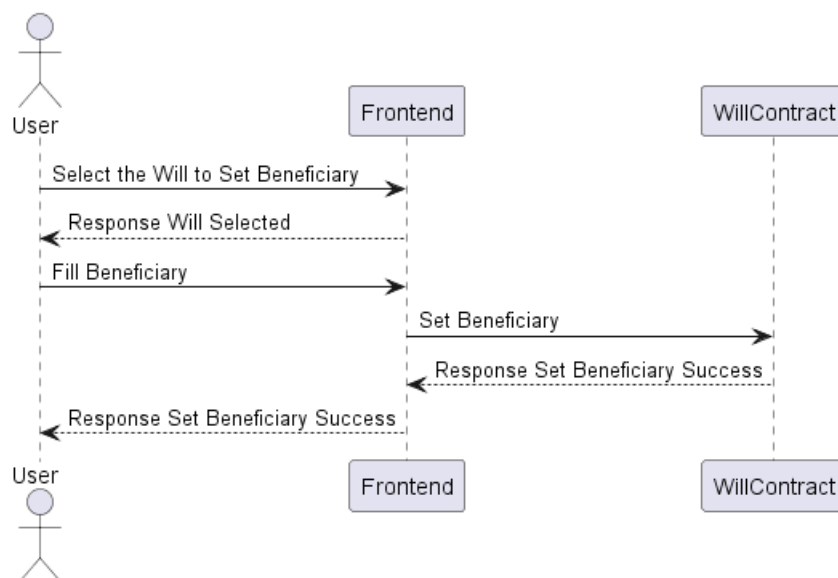 User
Frontend
WillContract
Select the Will to Set Beneficiary
Response Will Selected
Fill Beneficiary
Set Beneficiary
Response Set Beneficiary Success
Response Set Beneficiary Success
User
Frontend
WillContract